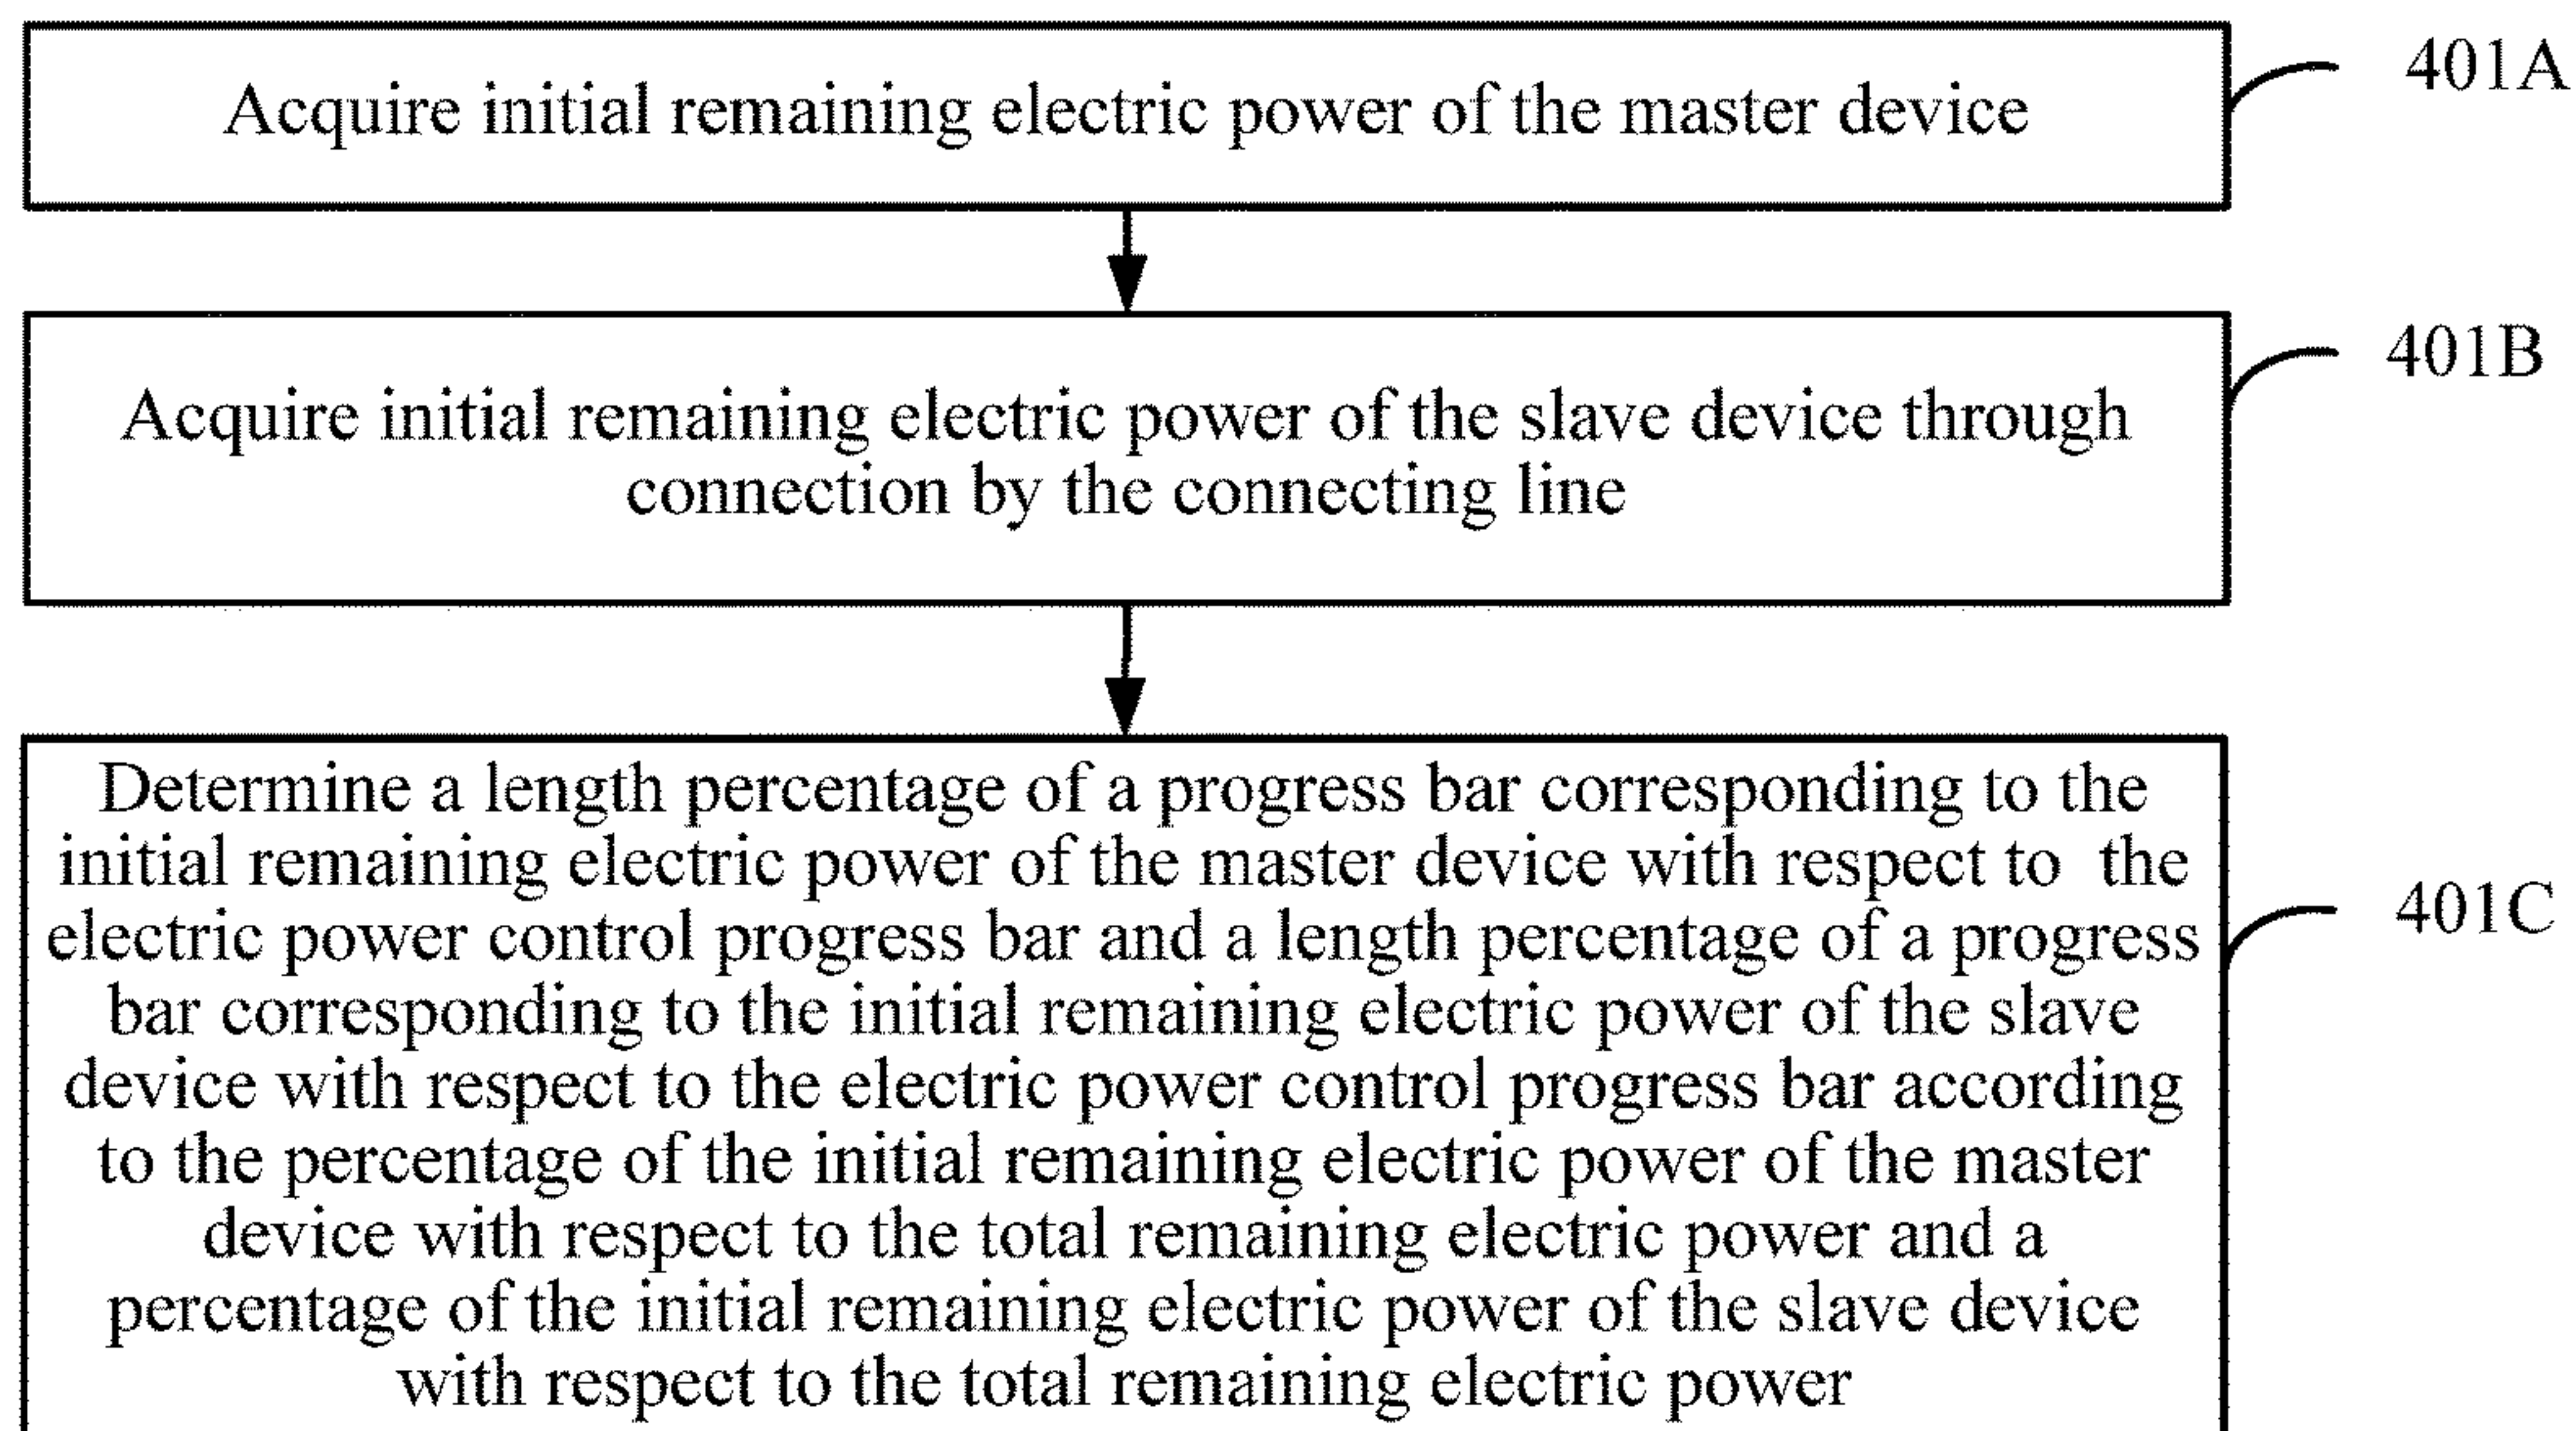 Acquire initial remaining electric power of the master device
401A
Acquire initial remaining electric power of the slave device through
connection by the connecting line
401B
Determine a length percentage of a progress bar corresponding to the
initial remaining electric power of the master device with respect to the
electric power control progress bar and a length percentage of a progress
bar corresponding to the initial remaining electric power of the slave
device with respect to the electric power control progress bar according
to the percentage of the initial remaining electric power of the master
device with respect to the total remaining electric power and a
percentage of the initial remaining electric power of the slave device
with respect to the total remaining electric power
401C